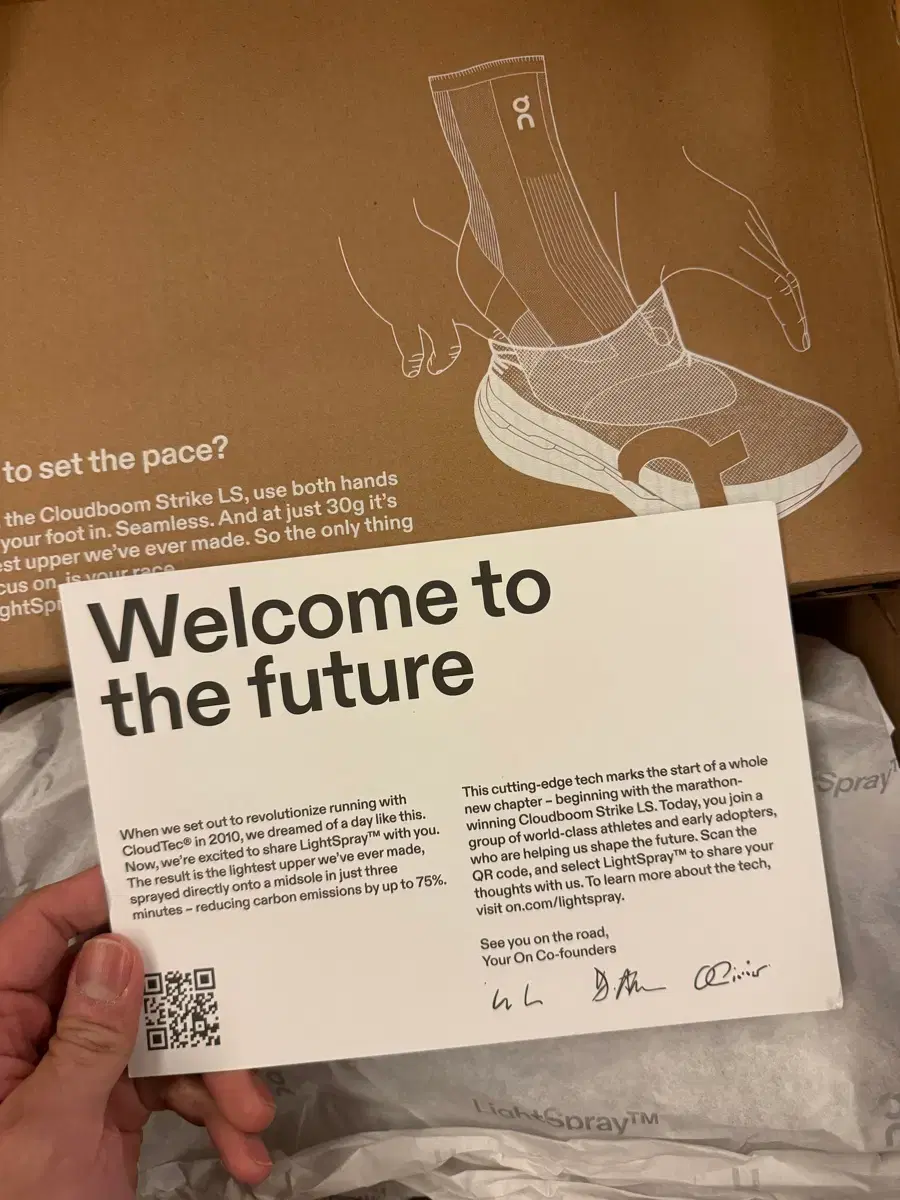 on
to set the pace?
the Cloudboom Strike LS, use both hands
your foot in. Seamless. And at just 30g it's
est upper we've ever made. So the only thing
cus on, is your race
ghtSpr
Welcome to
the future
When we set out to revolutionize running with
CloudTec® in 2010, we dreamed of a day like this.
Now, we're excited to share LightSpray™ with you.
The result is the lightest upper we've ever made,
sprayed directly onto a midsole in just three
minutes – reducing carbon emissions by up to 75%.
This cutting-edge tech marks the start of a whole
new chapter – beginning with the marathon-
winning Cloudboom Strike LS. Today, you join a
group of world-class athletes and early adopters,
who are helping us shape the future. Scan the
QR code, and select LightSpray™ to share your
thoughts with us. To learn more about the tech,
visit on.com/lightspray.
See you on the road,
Your On Co-founders
Spray™
LightSpray™